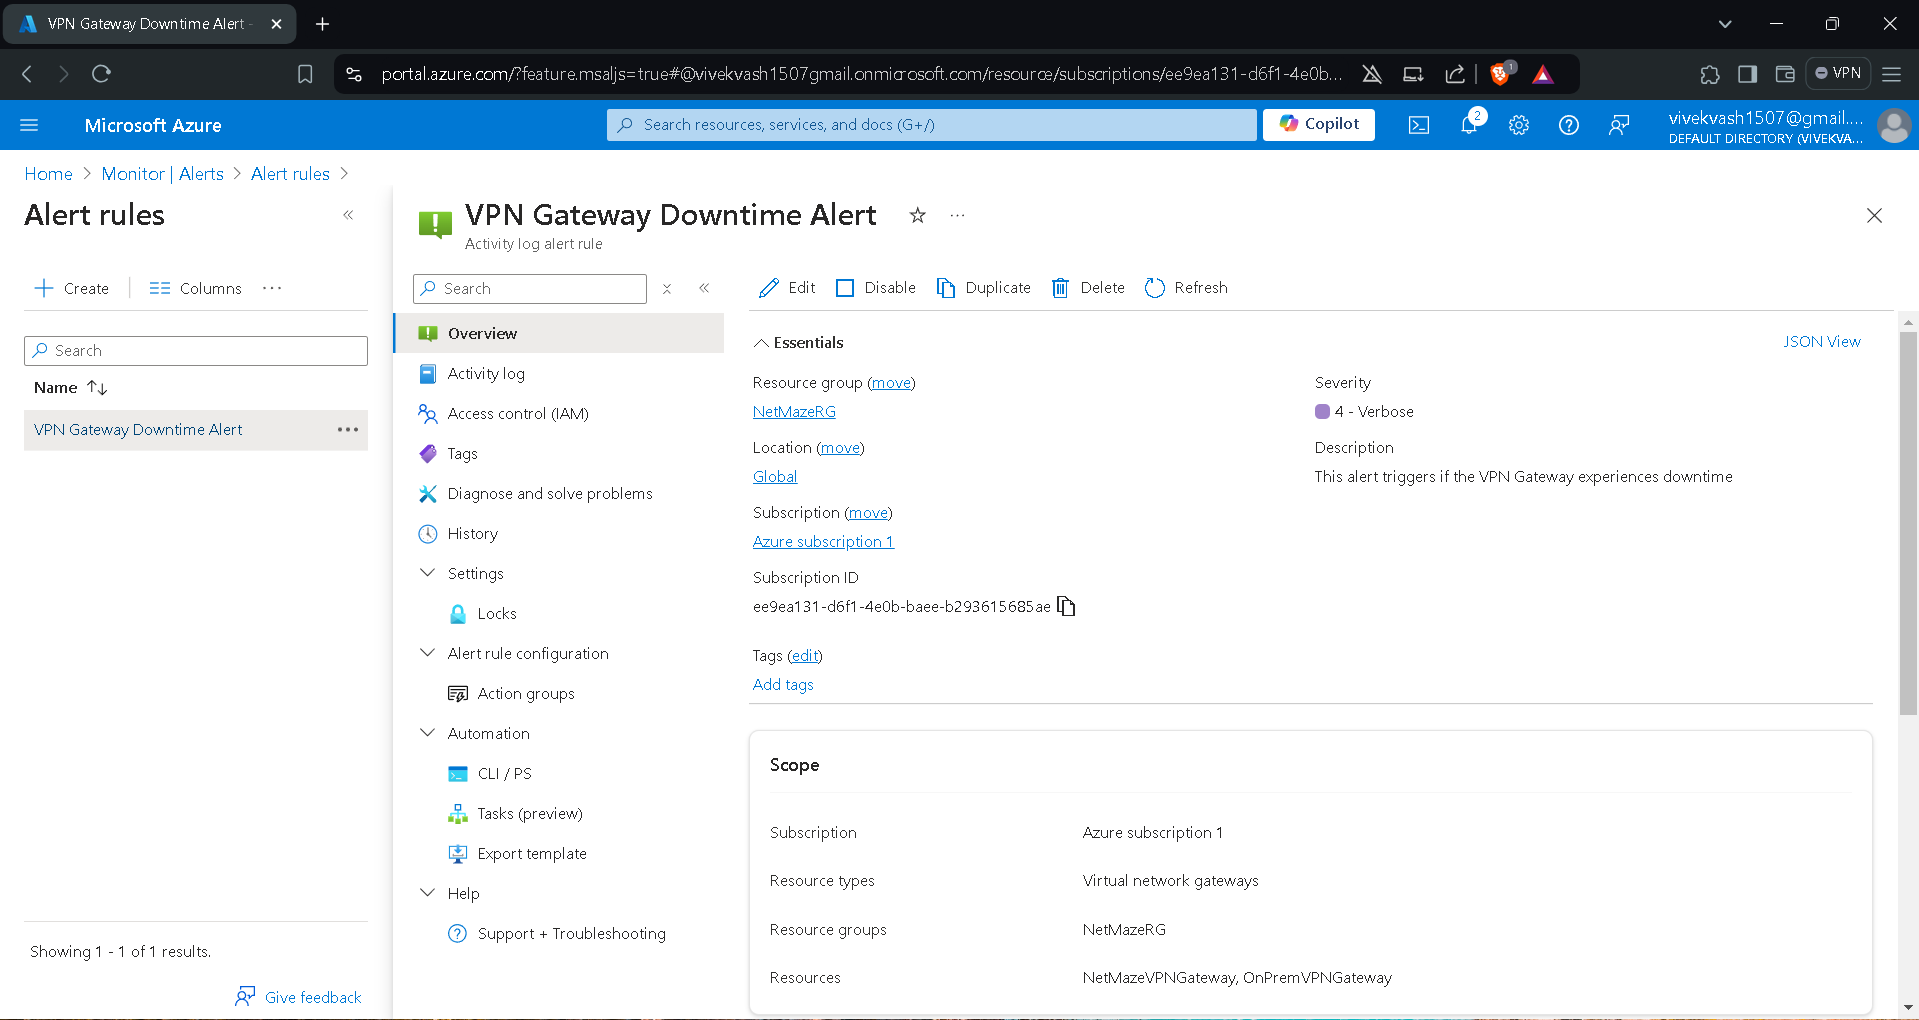 VPN Gateway Downtime Alert -
portal.azure.com/?feature.msaljs=true#@vivekvash1507gmail.onmicrosoft.com/resource/subscriptions/ee9ea131-d6f1-4e0b...
1
VPN
Microsoft Azure
Search resources, services, and docs (G+/)
Copilot
2
vivekvash1507@gmail....
DEFAULT DIRECTORY (VIVEKVA...
Home > Monitor | Alerts > Alert rules >
Alert rules
Create
Columns
Search
Name
VPN Gateway Downtime Alert
Showing 1 - 1 of 1 results.
Give feedback
VPN Gateway Downtime Alert
Activity log alert rule
Search
Overview
Activity log
Access control (IAM)
Tags
Diagnose and solve problems
History
Settings
Locks
Alert rule configuration
Action groups
Automation
CLI / PS
Tasks (preview)
Export template
Help
Support + Troubleshooting
Edit
Disable
Duplicate
Delete
Refresh
Essentials
JSON View
Resource group (move)
NetMazeRG
Location (move)
Global
Subscription (move)
Azure subscription 1
Subscription ID
ee9ea131-d6f1-4e0b-baee-b293615685ae
Tags (edit)
Add tags
Severity
4 - Verbose
Description
This alert triggers if the VPN Gateway experiences downtime
Scope
Subscription Azure subscription 1
Resource types Virtual network gateways
Resource groups NetMazeRG
Resources NetMazeVPNGateway, OnPremVPNGateway